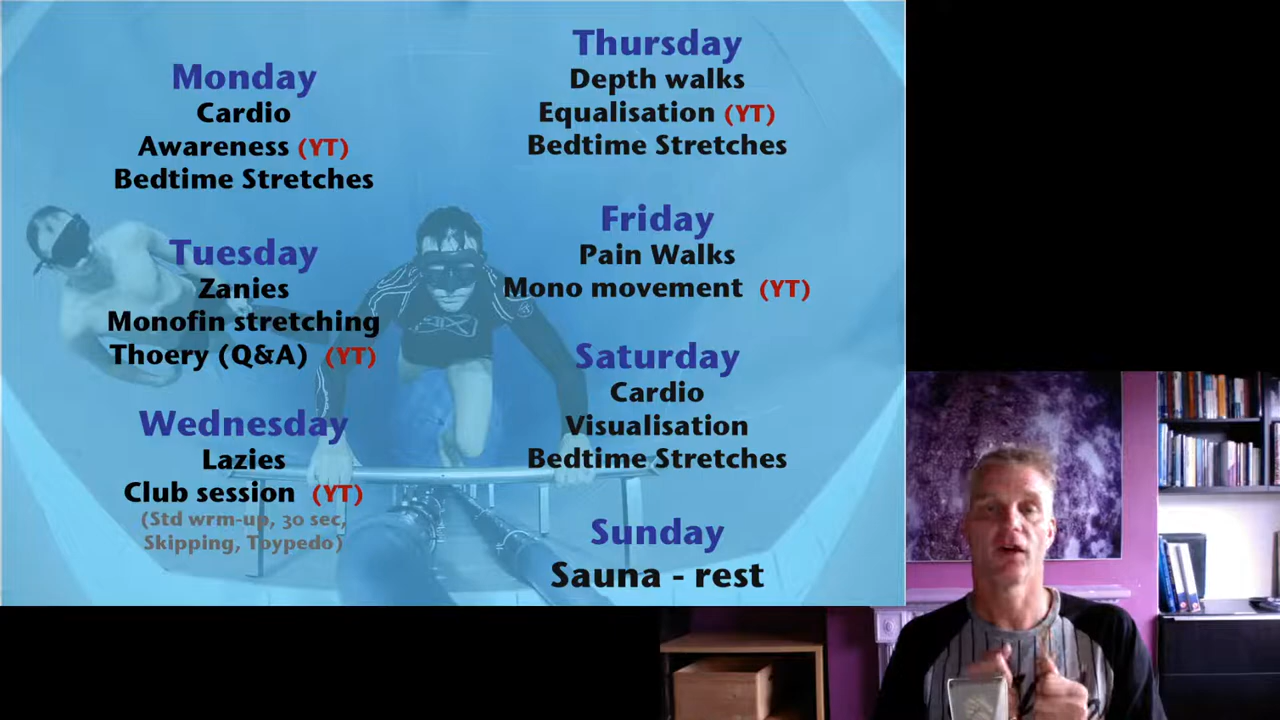 Monday
Cardio
Awareness (YT)
Bedtime Stretches
Tuesday
Zanies
Monofin stretching
Thoery (Q&A) (YT)
Wednesday
Lazies
Club session (YT)
(Std wrm-up, 30 sec,
Skipping, Toypedo)
Thursday
Depth walks
Equalisation (YT)
Bedtime Stretches
Friday
Pain Walks
Mono movement (YT)
Saturday
Cardio
Visualisation
Bedtime Stretches
Sunday
Sauna - rest